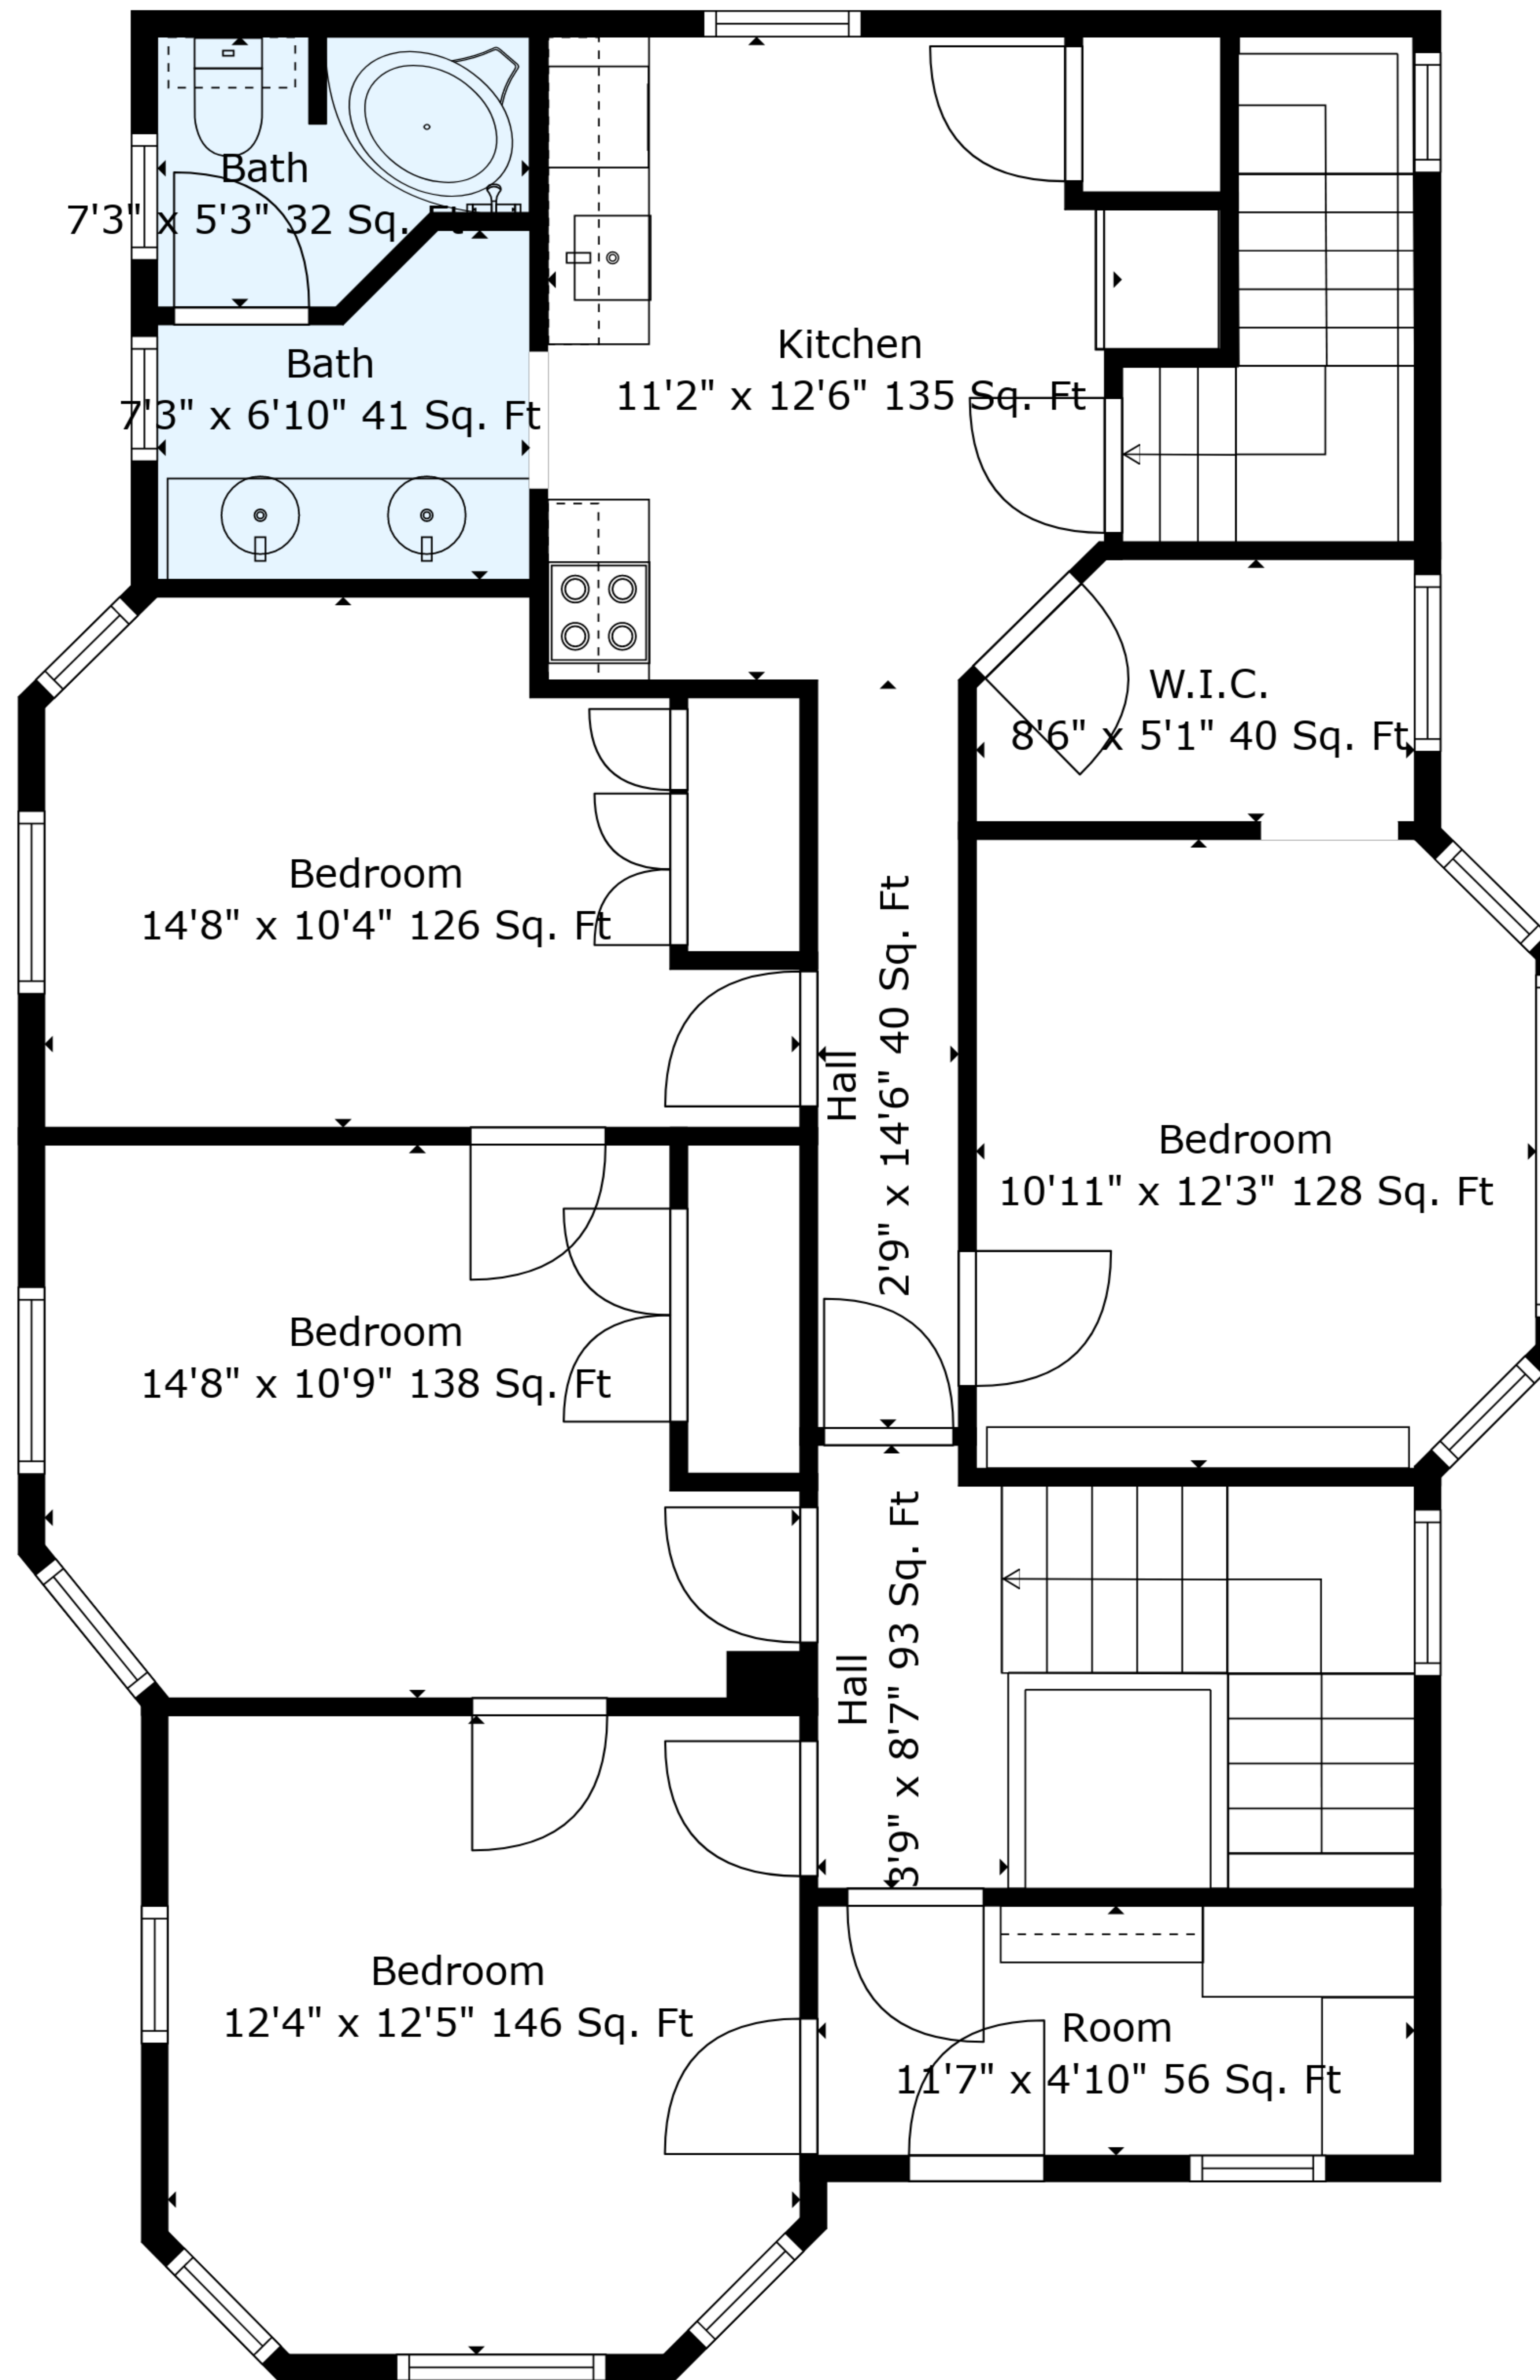 Bath
7'3" x 5'3" 32 Sq. Ft
Bath
7'3" x 6'10" 41 Sq. Ft
Kitchen
11'2" x 12'6" 135 Sq. Ft
W.I.C.
8'6" x 5'1" 40 Sq. Ft
Bedroom
14'8" x 10'4" 126 Sq. Ft
Hall
2'9" x 14'6" 40 Sq. Ft
Bedroom
10'11" x 12'3" 128 Sq. Ft
Bedroom
14'8" x 10'9" 138 Sq. Ft
Hall
3'9" x 8'7" 93 Sq. Ft
Bedroom
12'4" x 12'5" 146 Sq. Ft
Room
11'7" x 4'10" 56 Sq. Ft